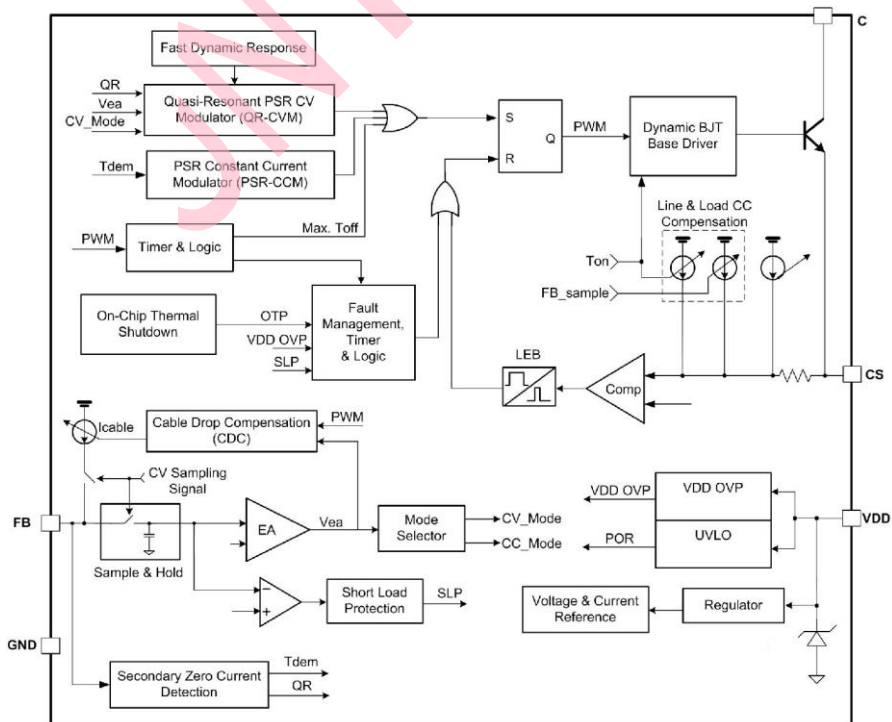 C
Fast Dynamic Response
QR
Vea
CV_Mode
Quasi-Resonant PSR CV
Modulator (QR-CVM)
Tdem
PSR Constant Current
Modulator (PSR-CCM)
S
R
Q
PWM
Dynamic BJT
Base Driver
PWM
Timer & Logic
Max. Toff
Line & Load CC
Compensation
Ton
FB_sample
On-Chip Thermal
Shutdown
OTP
VDD OVP
SLP
Fault
Management,
Timer
& Logic
LEB
Comp
CS
Icable
Cable Drop Compensation
(CDC)
PWM
CV Sampling
Signal
FB
Sample & Hold
EA
Vea
Mode
Selector
CV_Mode
CC_Mode
VDD OVP
POR
VDD OVP
UVLO
VDD
−
+
Short Load
Protection
SLP
Voltage & Current
Reference
Regulator
GND
Secondary Zero Current
Detection
Tdem
QR